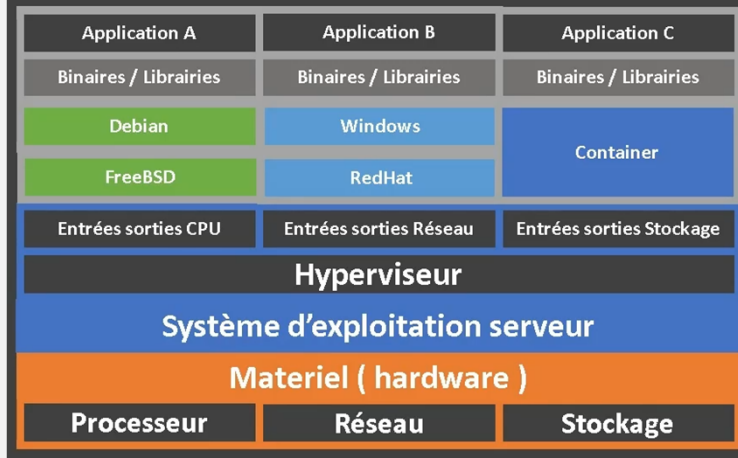 Application A
Application B
Application C
Binaires / Librairies
Binaires / Librairies
Binaires / Librairies
Debian
Windows
Container
FreeBSD
RedHat
Entrées sorties CPU
Entrées sorties Réseau
Entrées sorties Stockage
Hyperviseur
Système d'exploitation serveur
Materiel ( hardware )
Processeur
Réseau
Stockage